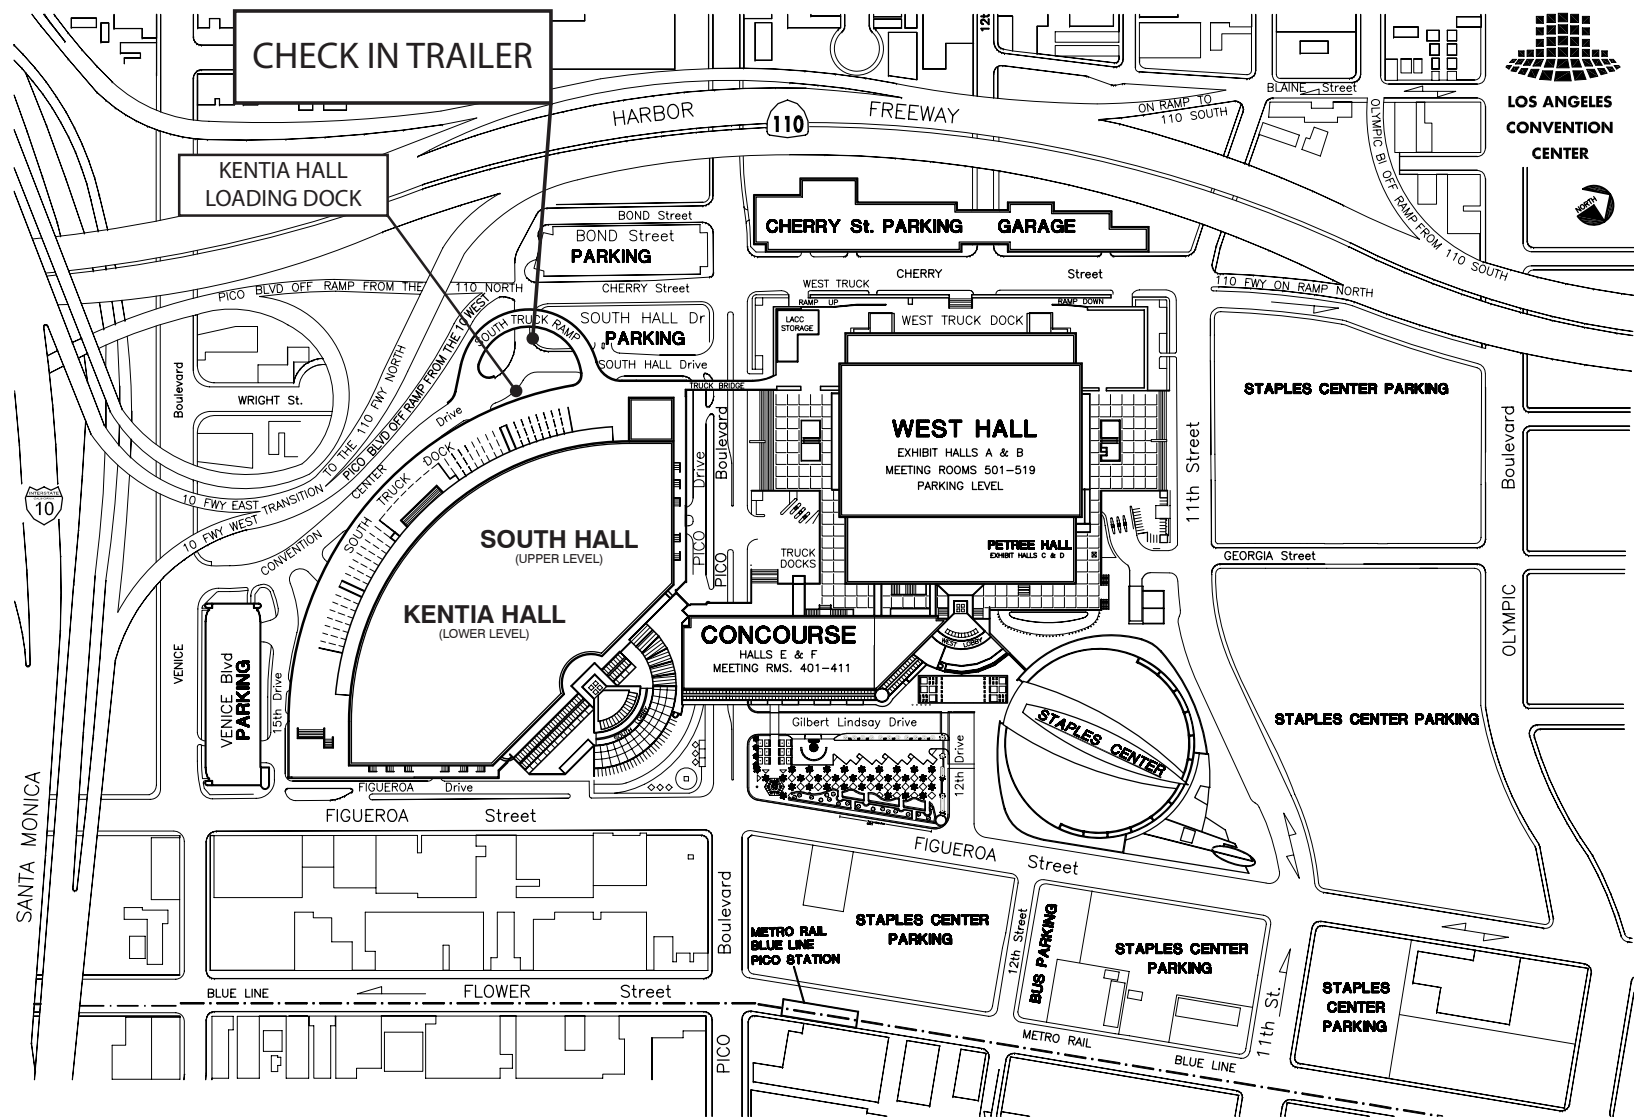 CHECK IN TRAILER
KENTIA HALL
LOADING DOCK
12th
HARBOR
110
FREEWAY
ON RAMP TO
110 SOUTH
BLAINE Street
OLYMPIC Bl OFF RAMP FROM 110 SOUTH
LOS ANGELES
CONVENTION
CENTER
NORTH
BOND Street
BOND Street
PARKING
CHERRY St. PARKING GARAGE
CHERRY Street
WEST TRUCK
RAMP UP
RAMP DOWN
110 FWY ON RAMP NORTH
PICO BLVD OFF RAMP FROM THE 110 NORTH
CHERRY Street
SOUTH TRUCK RAMP
SOUTH HALL Dr
PARKING
SOUTH HALL Drive
TRUCK BRIDGE
LACC
STORAGE
WEST TRUCK DOCK
Boulevard
WRIGHT St.
TO THE 110 FWY NORTH
PICO BLVD OFF RAMP FROM THE 10 WEST
10 FWY EAST
10 FWY WEST TRANSITION
CONVENTION CENTER Drive
SOUTH TRUCK DOCK
INTERSTATE
CALIFORNIA
10
WEST HALL
EXHIBIT HALLS A & B
MEETING ROOMS 501-519
PARKING LEVEL
PETREE HALL
EXHIBIT HALLS C & D
STAPLES CENTER PARKING
11th Street
Boulevard
OLYMPIC
GEORGIA Street
PICO Drive
PICO Boulevard
TRUCK
DOCKS
SOUTH HALL
(UPPER LEVEL)
KENTIA HALL
(LOWER LEVEL)
CONCOURSE
HALLS E & F
MEETING RMS. 401-411
WEST LOBBY
VENICE
VENICE Blvd
PARKING
15th Drive
STAPLES CENTER
STAPLES CENTER PARKING
Gilbert Lindsay Drive
12th Drive
FIGUEROA Drive
FIGUEROA Street
FIGUEROA Street
SANTA MONICA
Boulevard
PICO
METRO RAIL
BLUE LINE
PICO STATION
STAPLES CENTER
PARKING
12th Street
BUS PARKING
STAPLES CENTER
PARKING
11th St.
STAPLES
CENTER
PARKING
BLUE LINE
FLOWER Street
METRO RAIL
BLUE LINE